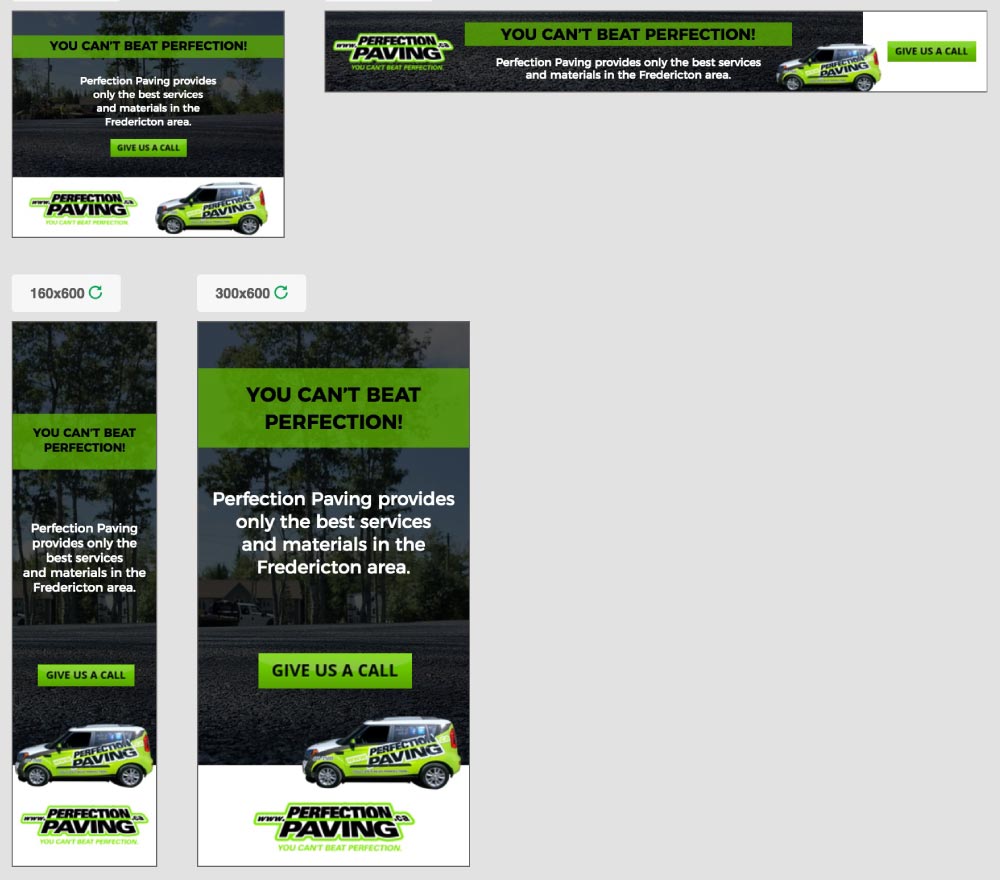 YOU CAN'T BEAT PERFECTION!
Perfection Paving provides
only the best services
and materials in the
Fredericton area.
GIVE US A CALL
www.PERFECTION.ca
PAVING
YOU CAN'T BEAT PERFECTION.
PERFECTION
PAVING
www.PERFECTION.ca
PAVING
YOU CAN'T BEAT PERFECTION.
YOU CAN'T BEAT PERFECTION!
Perfection Paving provides only the best services
and materials in the Fredericton area.
PERFECTION
PAVING
GIVE US A CALL
160x600
YOU CAN'T BEAT
PERFECTION!
Perfection Paving
provides only the
best services
and materials in the
Fredericton area.
GIVE US A CALL
PERFECTION
PAVING
www.PERFECTION.ca
PAVING
YOU CAN'T BEAT PERFECTION.
300x600
YOU CAN'T BEAT
PERFECTION!
Perfection Paving provides
only the best services
and materials in the
Fredericton area.
GIVE US A CALL
PERFECTION
PAVING
www.PERFECTION.ca
PAVING
YOU CAN'T BEAT PERFECTION.